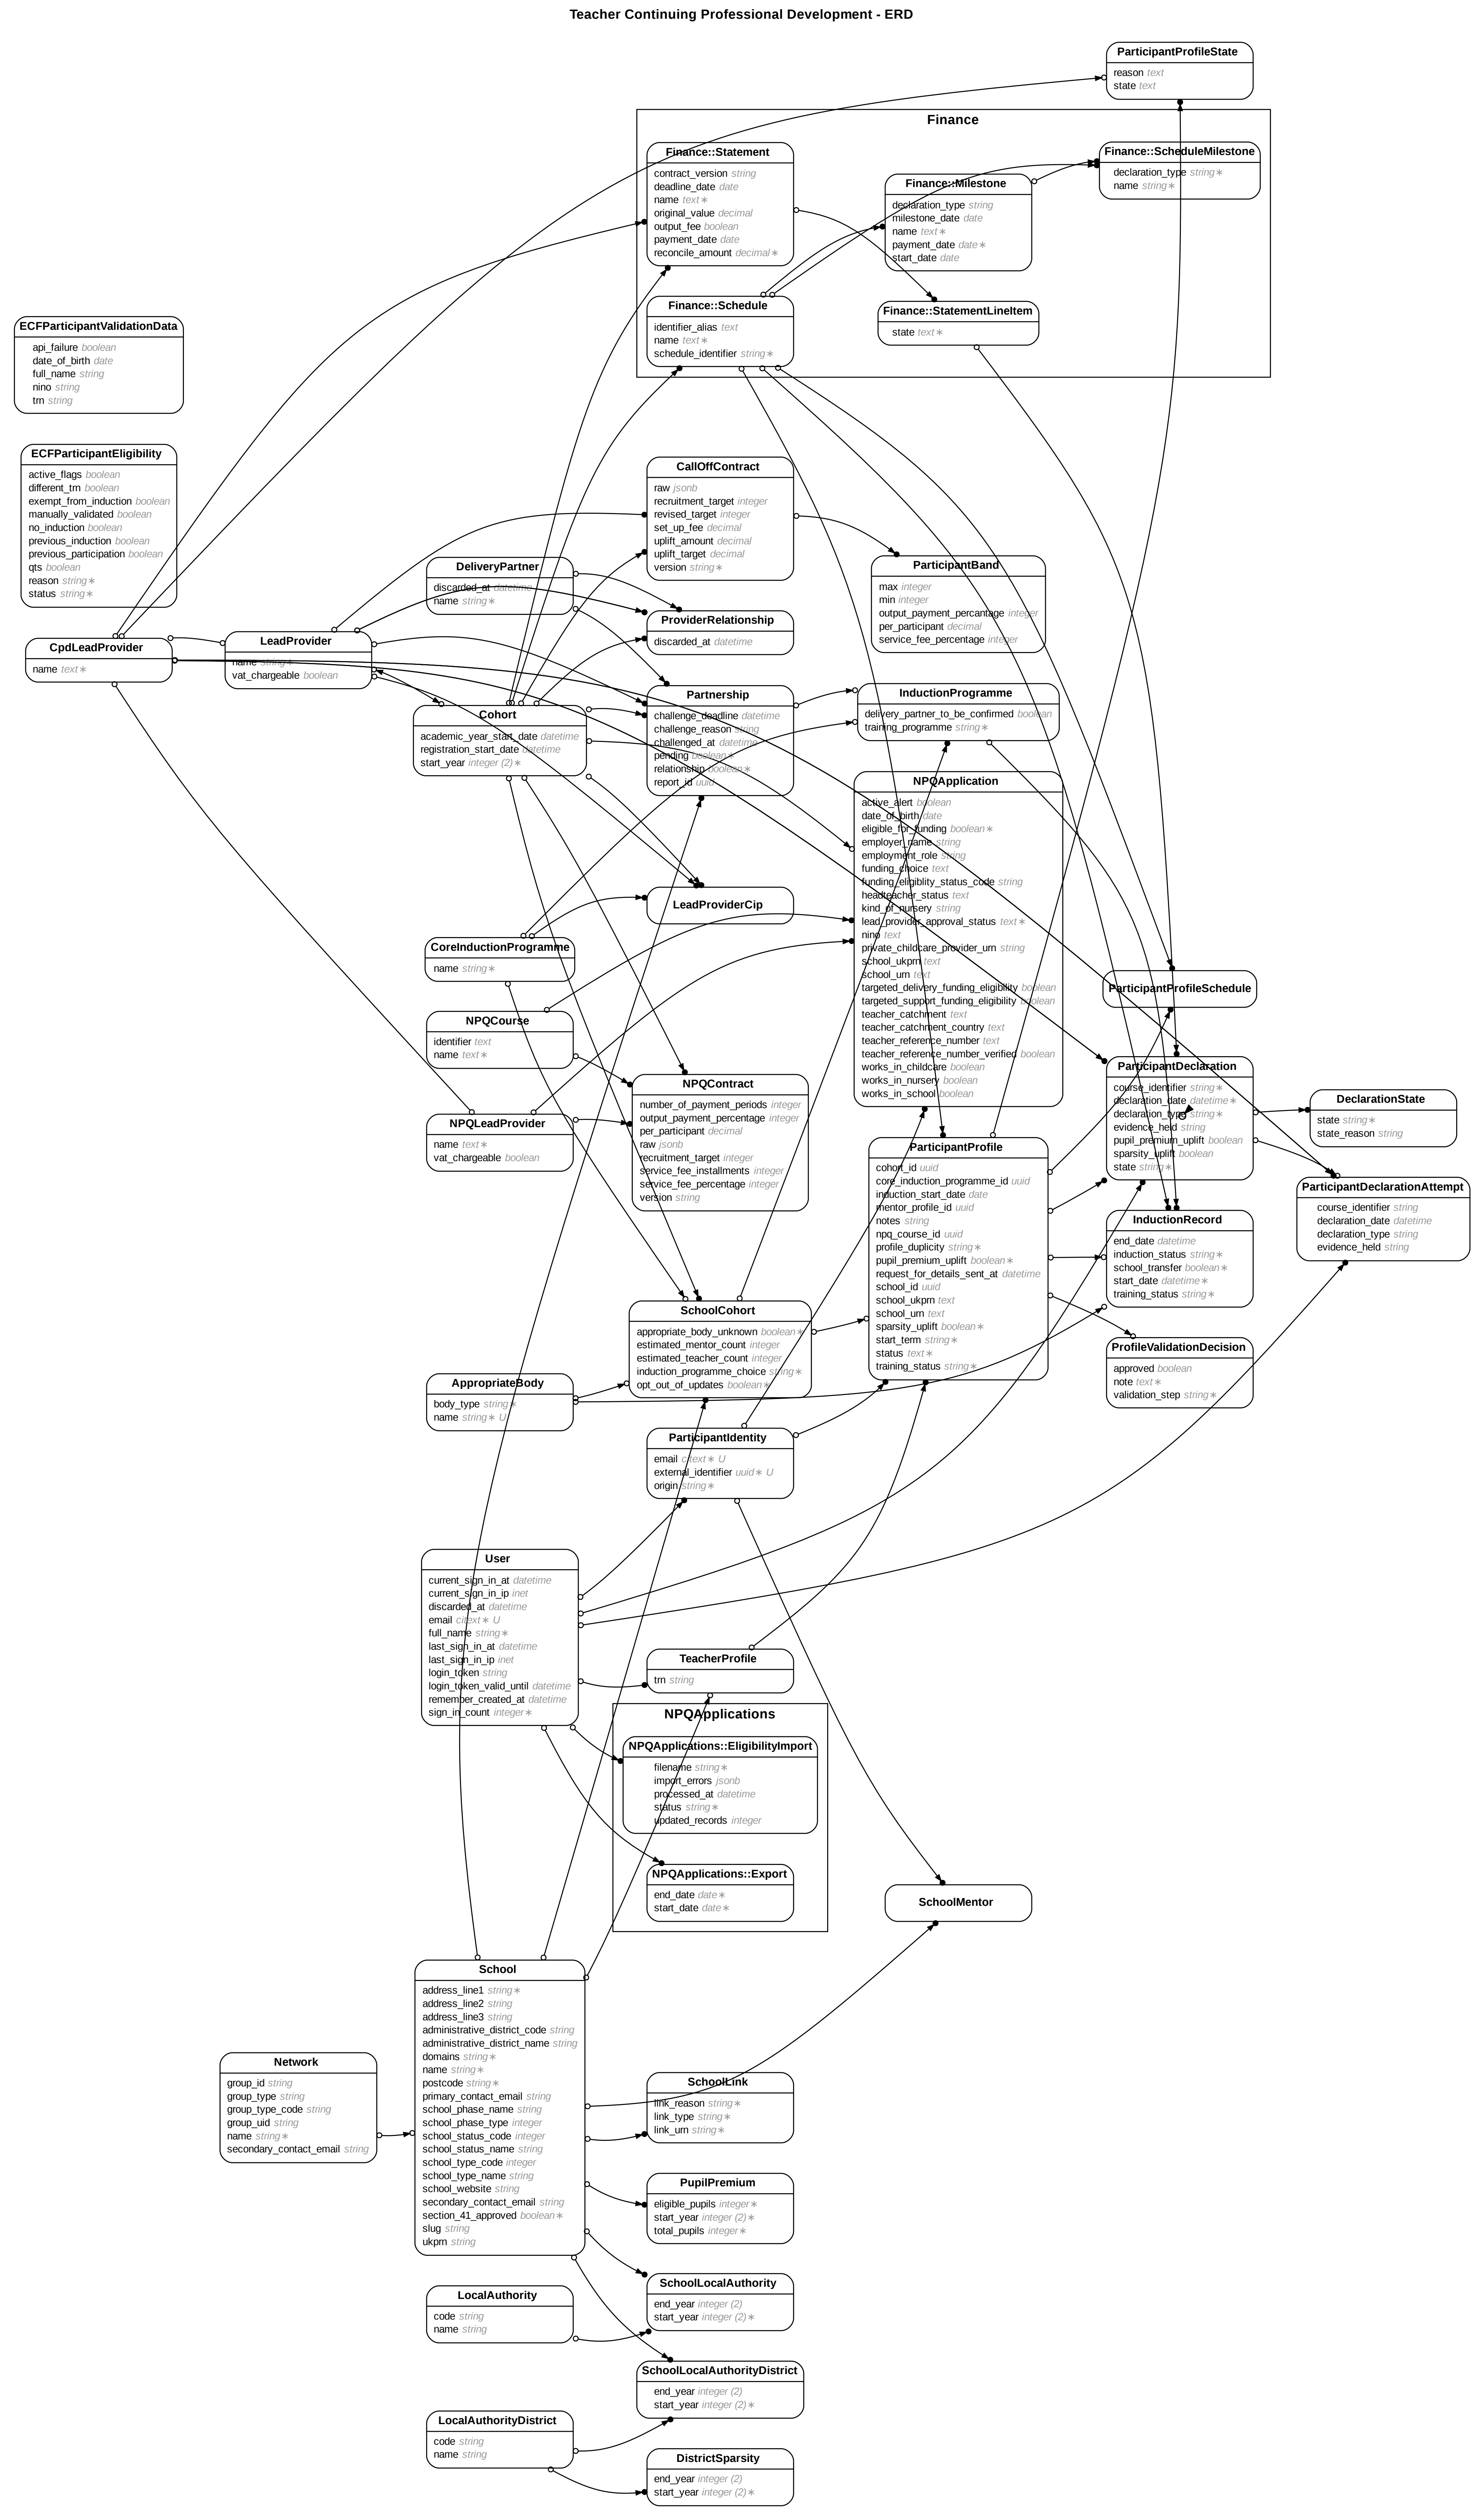 Teacher Continuing Professional Development - ERD
ParticipantProfileState
reason text
state text
Finance
Finance::Statement
contract_version string
deadline_date date
name text∗
original_value decimal
output_fee boolean
payment_date date
reconcile_amount decimal∗
Finance::Milestone
declaration_type string
milestone_date date
name text∗
payment_date date∗
start_date date
Finance::ScheduleMilestone
declaration_type string∗
name string∗
Finance::Schedule
identifier_alias text
name text∗
schedule_identifier string∗
Finance::StatementLineItem
state text∗
ECFParticipantValidationData
api_failure boolean
date_of_birth date
full_name string
nino string
trn string
ECFParticipantEligibility
active_flags boolean
different_trn boolean
exempt_from_induction boolean
manually_validated boolean
no_induction boolean
previous_induction boolean
previous_participation boolean
qts boolean
reason string∗
status string∗
CpdLeadProvider
name text∗
LeadProvider
name string∗
vat_chargeable boolean
DeliveryPartner
discarded_at datetime
name string∗
Cohort
academic_year_start_date datetime
registration_start_date datetime
start_year integer (2)∗
CallOffContract
raw jsonb
recruitment_target integer
revised_target integer
set_up_fee decimal
uplift_amount decimal
uplift_target decimal
version string∗
ParticipantBand
max integer
min integer
output_payment_percantage integer
per_participant decimal
service_fee_percentage integer
ProviderRelationship
discarded_at datetime
Partnership
challenge_deadline datetime
challenge_reason string
challenged_at datetime
pending boolean∗
relationship boolean∗
report_id uuid
InductionProgramme
delivery_partner_to_be_confirmed boolean
training_programme string∗
NPQApplication
active_alert boolean
date_of_birth date
eligible_for_funding boolean∗
employer_name string
employment_role string
funding_choice text
funding_eligiblity_status_code string
headteacher_status text
kind_of_nursery string
lead_provider_approval_status text∗
nino text
private_childcare_provider_urn string
school_ukprn text
school_urn text
targeted_delivery_funding_eligibility boolean
targeted_support_funding_eligibility boolean
teacher_catchment text
teacher_catchment_country text
teacher_reference_number text
teacher_reference_number_verified boolean
works_in_childcare boolean
works_in_nursery boolean
works_in_school boolean
LeadProviderCip
CoreInductionProgramme
name string∗
NPQCourse
identifier text
name text∗
NPQLeadProvider
name text∗
vat_chargeable boolean
NPQContract
number_of_payment_periods integer
output_payment_percentage integer
per_participant decimal
raw jsonb
recruitment_target integer
service_fee_installments integer
service_fee_percentage integer
version string
ParticipantProfileSchedule
ParticipantDeclaration
course_identifier string∗
declaration_date datetime∗
declaration_type string∗
evidence_held string
pupil_premium_uplift boolean
sparsity_uplift boolean
state string∗
DeclarationState
state string∗
state_reason string
ParticipantDeclarationAttempt
course_identifier string
declaration_date datetime
declaration_type string
evidence_held string
ParticipantProfile
cohort_id uuid
core_induction_programme_id uuid
induction_start_date date
mentor_profile_id uuid
notes string
npq_course_id uuid
profile_duplicity string∗
pupil_premium_uplift boolean∗
request_for_details_sent_at datetime
school_id uuid
school_ukprn text
school_urn text
sparsity_uplift boolean∗
start_term string∗
status text∗
training_status string∗
InductionRecord
end_date datetime
induction_status string∗
school_transfer boolean∗
start_date datetime∗
training_status string∗
ProfileValidationDecision
approved boolean
note text∗
validation_step string∗
SchoolCohort
appropriate_body_unknown boolean∗
estimated_mentor_count integer
estimated_teacher_count integer
induction_programme_choice string∗
opt_out_of_updates boolean∗
AppropriateBody
body_type string∗
name string∗ U
ParticipantIdentity
email citext∗ U
external_identifier uuid∗ U
origin string∗
User
current_sign_in_at datetime
current_sign_in_ip inet
discarded_at datetime
email citext∗ U
full_name string∗
last_sign_in_at datetime
last_sign_in_ip inet
login_token string
login_token_valid_until datetime
remember_created_at datetime
sign_in_count integer∗
TeacherProfile
trn string
NPQApplications
NPQApplications::EligibilityImport
filename string∗
import_errors jsonb
processed_at datetime
status string∗
updated_records integer
NPQApplications::Export
end_date date∗
start_date date∗
SchoolMentor
School
address_line1 string∗
address_line2 string
address_line3 string
administrative_district_code string
administrative_district_name string
domains string∗
name string∗
postcode string∗
primary_contact_email string
school_phase_name string
school_phase_type integer
school_status_code integer
school_status_name string
school_type_code integer
school_type_name string
school_website string
secondary_contact_email string
section_41_approved boolean∗
slug string
ukprn string
Network
group_id string
group_type string
group_type_code string
group_uid string
name string∗
secondary_contact_email string
SchoolLink
link_reason string∗
link_type string∗
link_urn string∗
PupilPremium
eligible_pupils integer∗
start_year integer (2)∗
total_pupils integer∗
SchoolLocalAuthority
end_year integer (2)
start_year integer (2)∗
LocalAuthority
code string
name string
SchoolLocalAuthorityDistrict
end_year integer (2)
start_year integer (2)∗
LocalAuthorityDistrict
code string
name string
DistrictSparsity
end_year integer (2)
start_year integer (2)∗